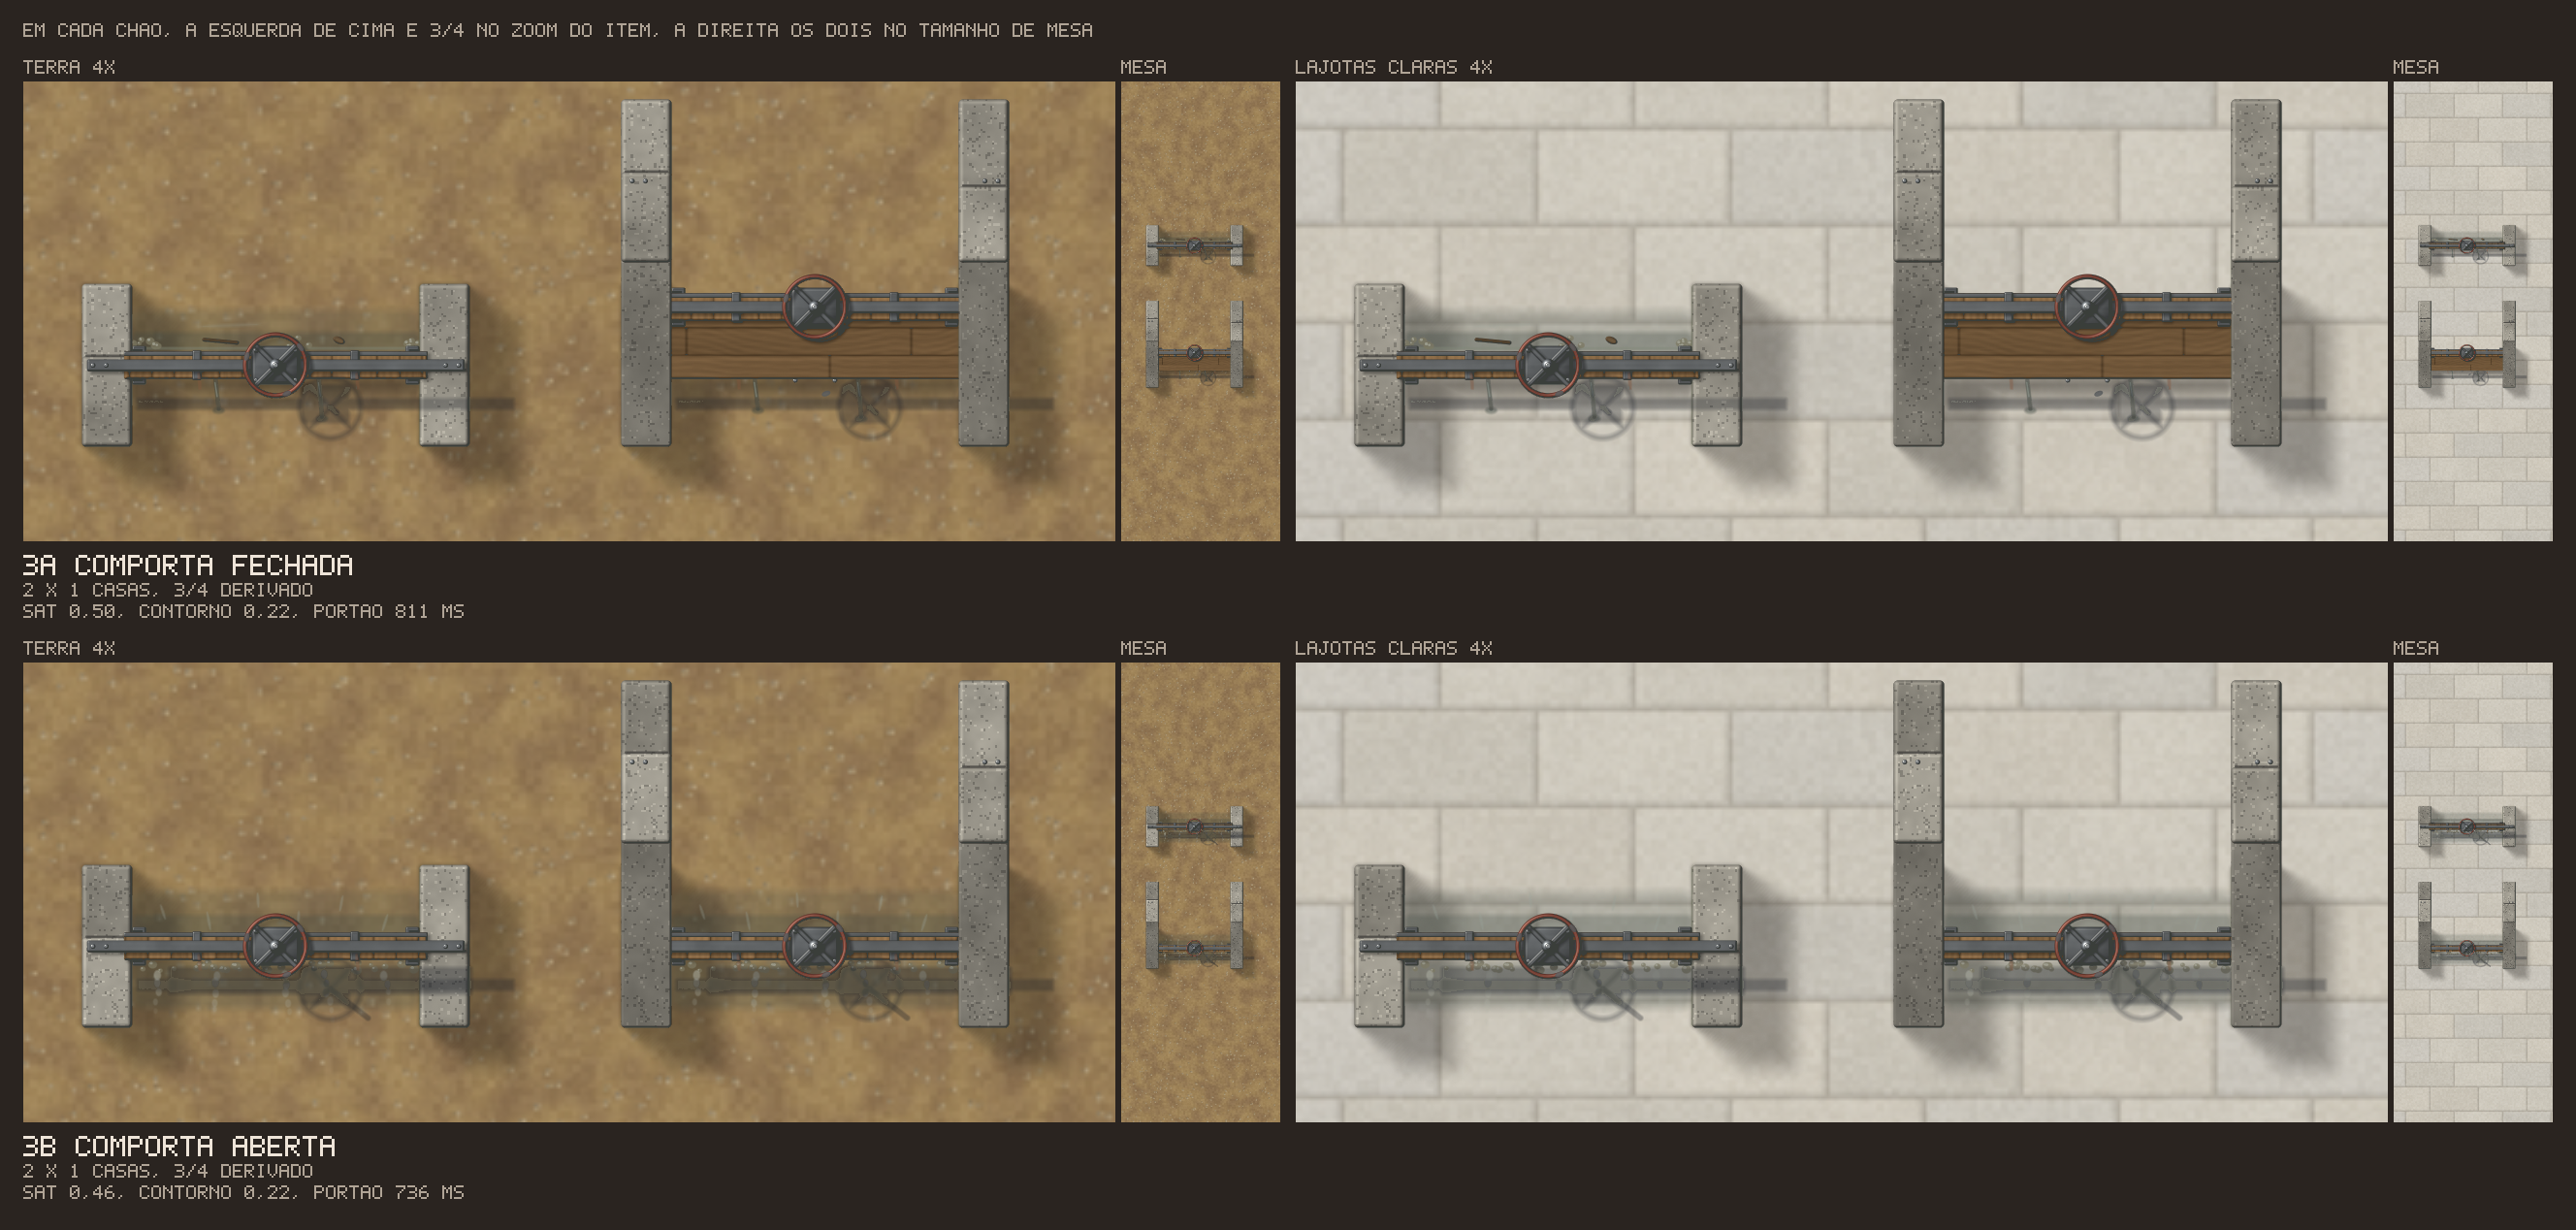 EM CADA CHAO, A ESQUERDA DE CIMA E 3/4 NO ZOOM DO ITEM, A DIREITA OS DOIS NO TAMANHO DE MESA
TERRA 4X
MESA
LAJOTAS CLARAS 4X
MESA
3A COMPORTA FECHADA
2 X 1 CASAS, 3/4 DERIVADO
SAT 0,50, CONTORNO 0,22, PORTAO 811 MS
TERRA 4X
MESA
LAJOTAS CLARAS 4X
MESA
3B COMPORTA ABERTA
2 X 1 CASAS, 3/4 DERIVADO
SAT 0,46, CONTORNO 0,22, PORTAO 736 MS